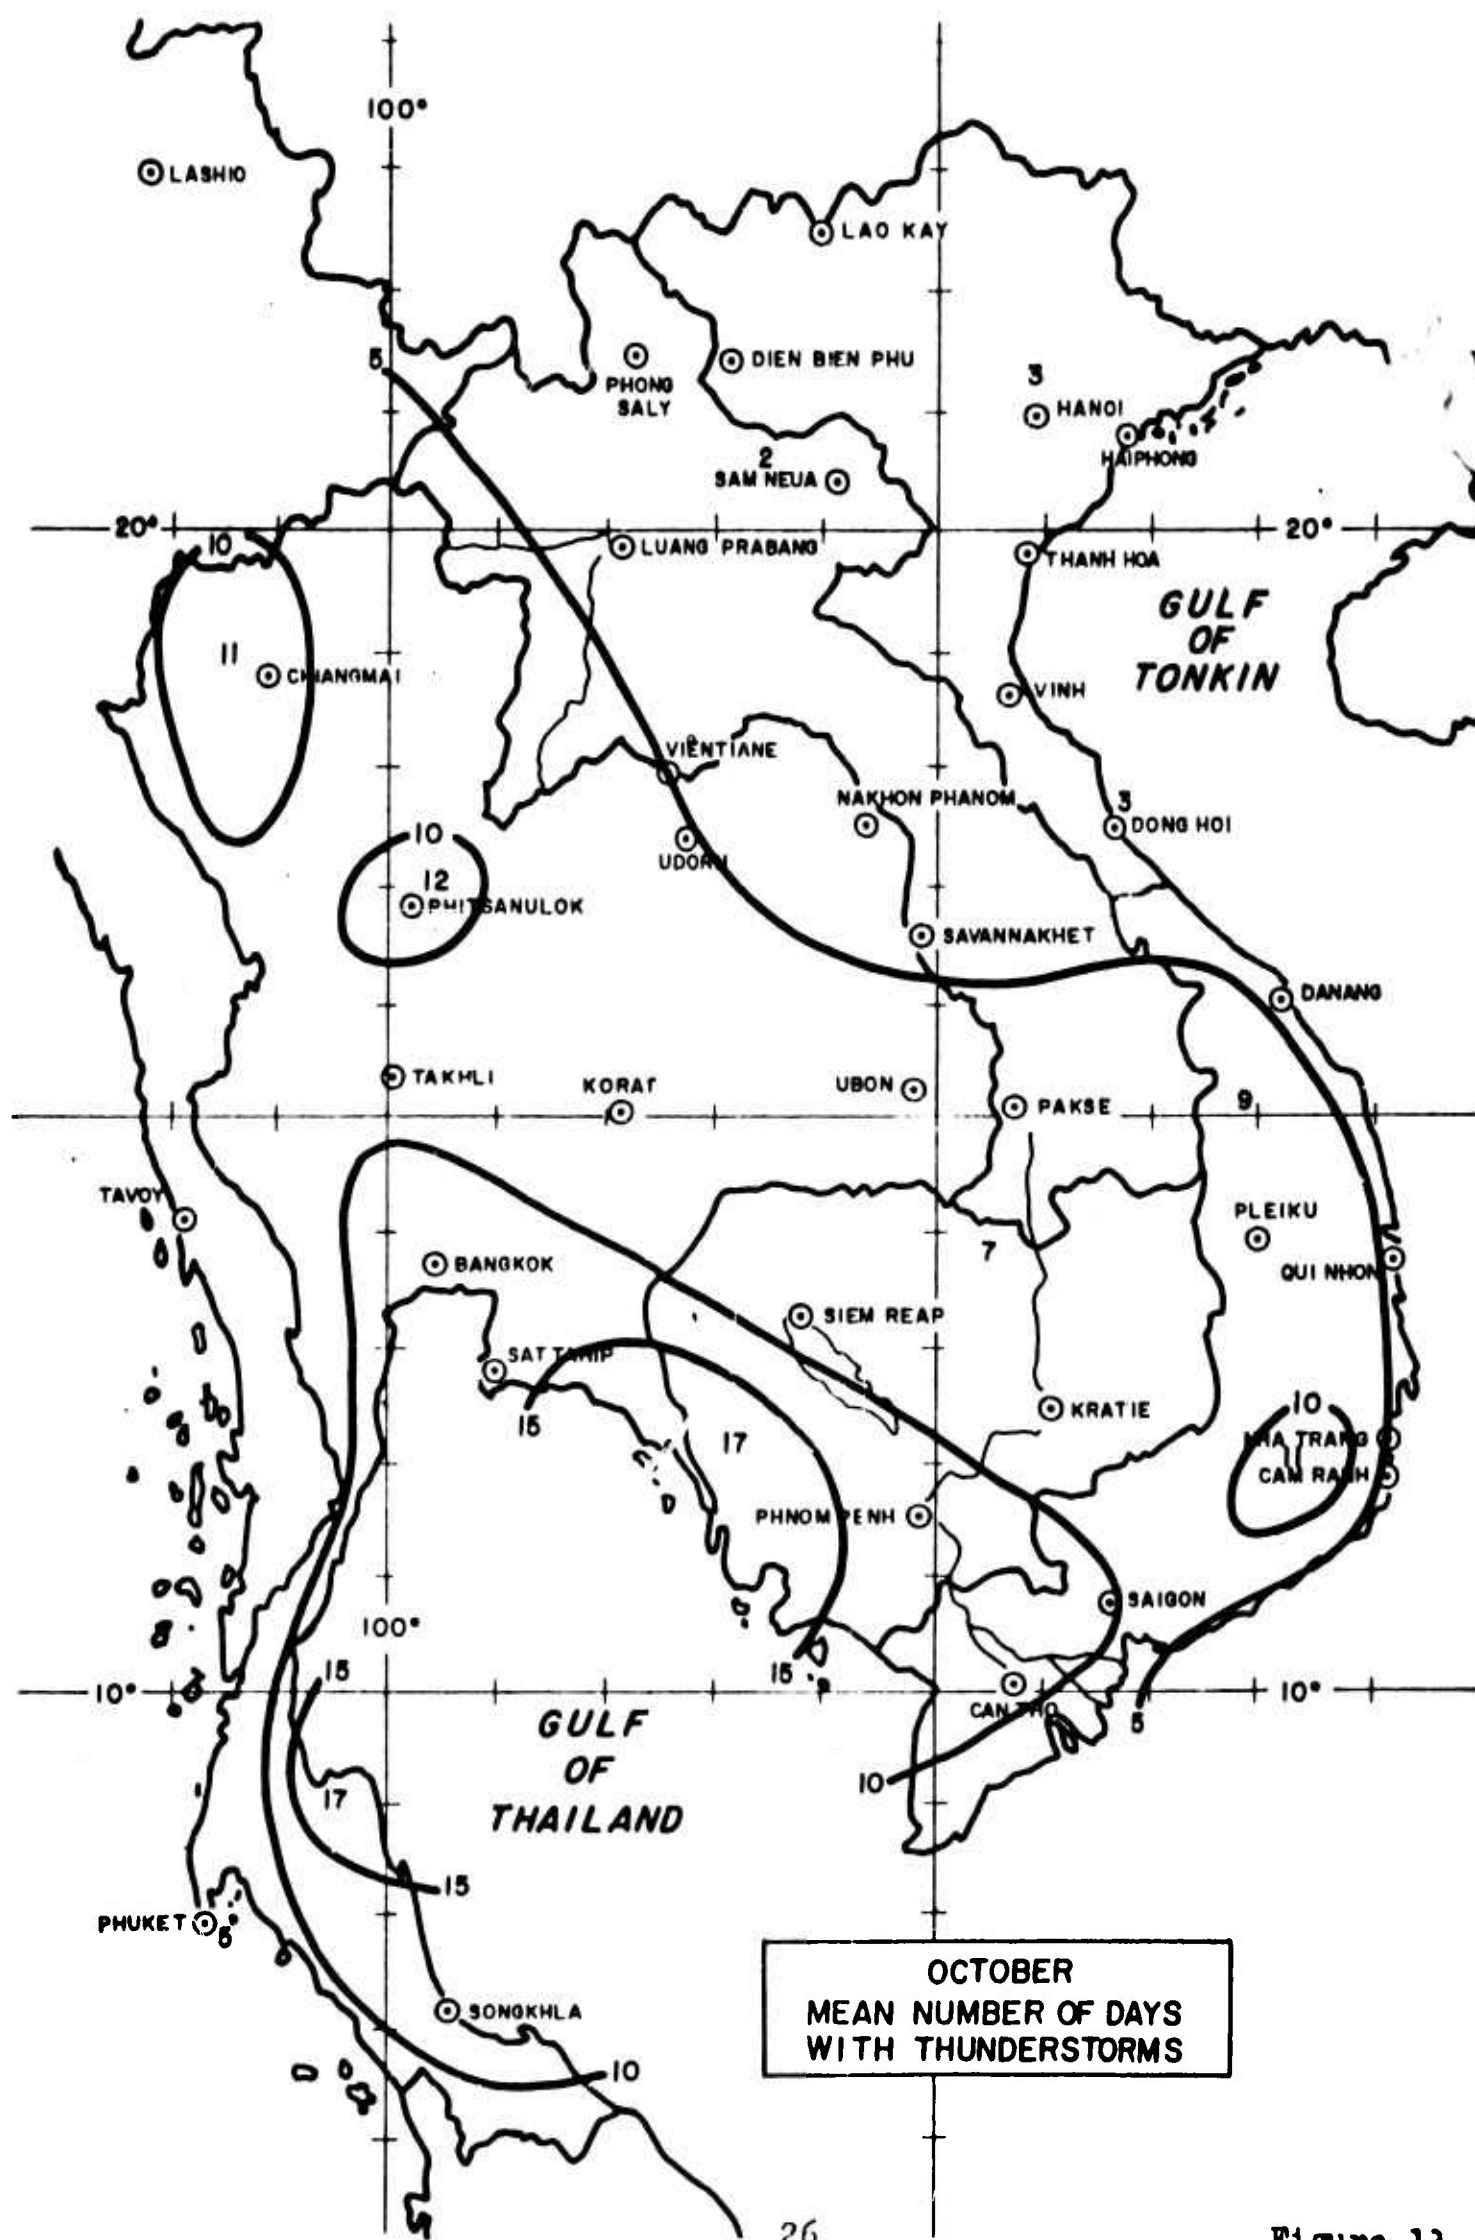 100°
LASHIO
LAO KAY
5
PHONG
SALY
DIEN BIEN PHU
3
HANOI
HAIPHONG
2
SAM NEUA
20°
20°
10
LUANG PRABANG
THANH HOA
GULF
OF
TONKIN
11
CHIANGMAI
VINH
VIENTIANE
NAKHON PHANOM
3
DONG HOI
10
UDORN
12
PHITSANULOK
SAVANNAKHET
DANANG
TAKHLI
KORAT
UBON
PAKSE
9
TAVOY
PLEIKU
7
BANGKOK
QUI NHON
SIEM REAP
SATTAHIP
15
17
KRATIE
10
NHA TRANG
11
CAM RANH
PHNOM PENH
SAIGON
100°
15
15
10°
10°
CAN THO
5
GULF
OF
THAILAND
10
17
15
PHUKET
5
SONGKHLA
10
OCTOBER
MEAN NUMBER OF DAYS
WITH THUNDERSTORMS
26